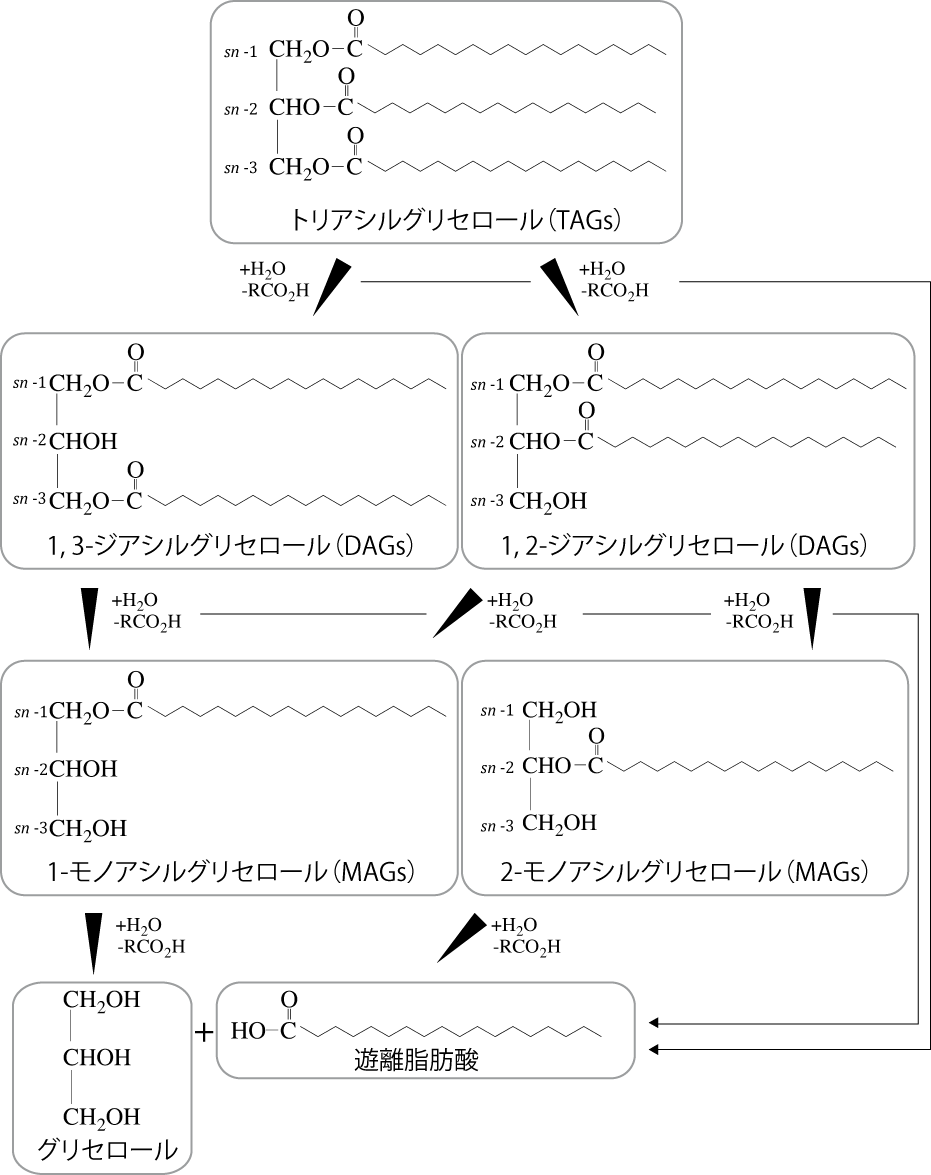 O
sn -1 CH2O–C
O
sn -2 CHO–C
O
sn -3 CH2O–C
トリアシルグリセロール（TAGs）
+H2O
-RCO2H
+H2O
-RCO2H
O
sn -1 CH2O–C
sn -2 CHOH
O
sn -3 CH2O–C
1, 3-ジアシルグリセロール（DAGs）
O
sn -1 CH2O–C
O
sn -2 CHO–C
sn -3 CH2OH
1, 2-ジアシルグリセロール（DAGs）
+H2O
-RCO2H
+H2O
-RCO2H
+H2O
-RCO2H
O
sn -1 CH2O–C
sn -2 CHOH
sn -3 CH2OH
1-モノアシルグリセロール（MAGs）
sn -1 CH2OH
O
sn -2 CHO–C
sn -3 CH2OH
2-モノアシルグリセロール（MAGs）
+H2O
-RCO2H
+H2O
-RCO2H
CH2OH
CHOH
CH2OH
グリセロール
+
O
HO–C
遊離脂肪酸